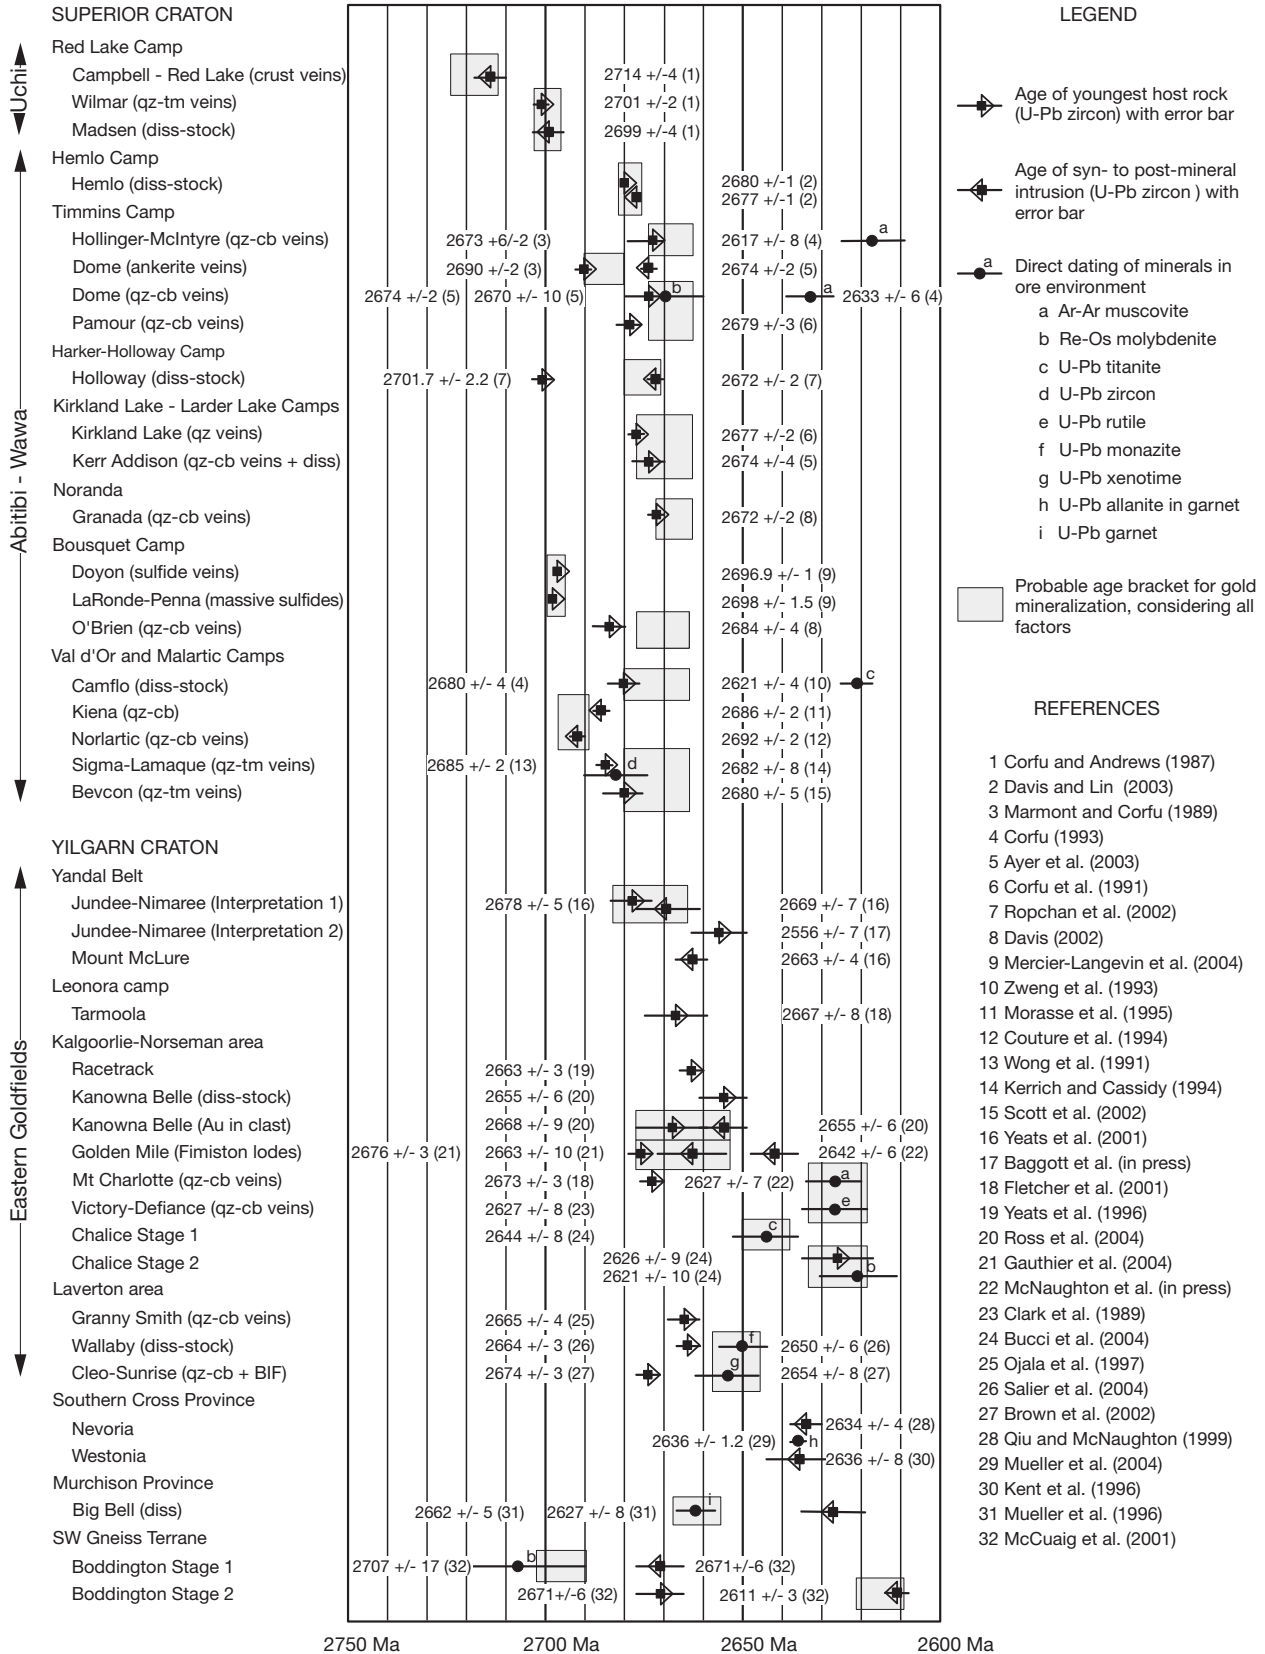 SUPERIOR CRATON
Uchi
Red Lake Camp
Campbell - Red Lake (crust veins)
2714 +/-4 (1)
Wilmar (qz-tm veins)
2701 +/-2 (1)
Madsen (diss-stock)
2699 +/-4 (1)
Abitibi - Wawa
Hemlo Camp
Hemlo (diss-stock)
2680 +/-1 (2)
2677 +/-1 (2)
Timmins Camp
Hollinger-McIntyre (qz-cb veins)
2673 +6/-2 (3)
2617 +/- 8 (4)
a
Dome (ankerite veins)
2690 +/-2 (3)
2674 +/-2 (5)
Dome (qz-cb veins)
2674 +/-2 (5)
2670 +/- 10 (5)
b
a
2633 +/- 6 (4)
Pamour (qz-cb veins)
2679 +/-3 (6)
Harker-Holloway Camp
Holloway (diss-stock)
2701.7 +/- 2.2 (7)
2672 +/- 2 (7)
Kirkland Lake - Larder Lake Camps
Kirkland Lake (qz veins)
2677 +/-2 (6)
Kerr Addison (qz-cb veins + diss)
2674 +/-4 (5)
Noranda
Granada (qz-cb veins)
2672 +/-2 (8)
Bousquet Camp
Doyon (sulfide veins)
2696.9 +/- 1 (9)
LaRonde-Penna (massive sulfides)
2698 +/- 1.5 (9)
O'Brien (qz-cb veins)
2684 +/- 4 (8)
Val d'Or and Malartic Camps
Camflo (diss-stock)
2680 +/- 4 (4)
2621 +/- 4 (10)
c
Kiena (qz-cb)
2686 +/- 2 (11)
Norlartic (qz-cb veins)
2692 +/- 2 (12)
Sigma-Lamaque (qz-tm veins)
2685 +/- 2 (13)
d
2682 +/- 8 (14)
Bevcon (qz-tm veins)
2680 +/- 5 (15)
YILGARN CRATON
Eastern Goldfields
Yandal Belt
Jundee-Nimaree (Interpretation 1)
2678 +/- 5 (16)
2669 +/- 7 (16)
Jundee-Nimaree (Interpretation 2)
2556 +/- 7 (17)
Mount McLure
2663 +/- 4 (16)
Leonora camp
Tarmoola
2667 +/- 8 (18)
Kalgoorlie-Norseman area
Racetrack
2663 +/- 3 (19)
Kanowna Belle (diss-stock)
2655 +/- 6 (20)
Kanowna Belle (Au in clast)
2668 +/- 9 (20)
2655 +/- 6 (20)
Golden Mile (Fimiston lodes)
2676 +/- 3 (21)
2663 +/- 10 (21)
2642 +/- 6 (22)
Mt Charlotte (qz-cb veins)
2673 +/- 3 (18)
2627 +/- 7 (22)
a
Victory-Defiance (qz-cb veins)
2627 +/- 8 (23)
e
Chalice Stage 1
2644 +/- 8 (24)
c
Chalice Stage 2
2626 +/- 9 (24)
2621 +/- 10 (24)
b
Laverton area
Granny Smith (qz-cb veins)
2665 +/- 4 (25)
Wallaby (diss-stock)
2664 +/- 3 (26)
f
2650 +/- 6 (26)
Cleo-Sunrise (qz-cb + BIF)
2674 +/- 3 (27)
g
2654 +/- 8 (27)
Southern Cross Province
Nevoria
2634 +/- 4 (28)
2636 +/- 1.2 (29)
h
Westonia
2636 +/- 8 (30)
Murchison Province
Big Bell (diss)
2662 +/- 5 (31)
2627 +/- 8 (31)
i
SW Gneiss Terrane
Boddington Stage 1
2707 +/- 17 (32)
b
2671+/-6 (32)
Boddington Stage 2
2671+/-6 (32)
2611 +/- 3 (32)
2750 Ma
2700 Ma
2650 Ma
2600 Ma
LEGEND
Age of youngest host rock
(U-Pb zircon) with error bar
Age of syn- to post-mineral
intrusion (U-Pb zircon ) with
error bar
a
Direct dating of minerals in
ore environment
a Ar-Ar muscovite
b Re-Os molybdenite
c U-Pb titanite
d U-Pb zircon
e U-Pb rutile
f U-Pb monazite
g U-Pb xenotime
h U-Pb allanite in garnet
i U-Pb garnet
Probable age bracket for gold
mineralization, considering all
factors
REFERENCES
1 Corfu and Andrews (1987)
2 Davis and Lin (2003)
3 Marmont and Corfu (1989)
4 Corfu (1993)
5 Ayer et al. (2003)
6 Corfu et al. (1991)
7 Ropchan et al. (2002)
8 Davis (2002)
9 Mercier-Langevin et al. (2004)
10 Zweng et al. (1993)
11 Morasse et al. (1995)
12 Couture et al. (1994)
13 Wong et al. (1991)
14 Kerrich and Cassidy (1994)
15 Scott et al. (2002)
16 Yeats et al. (2001)
17 Baggott et al. (in press)
18 Fletcher et al. (2001)
19 Yeats et al. (1996)
20 Ross et al. (2004)
21 Gauthier et al. (2004)
22 McNaughton et al. (in press)
23 Clark et al. (1989)
24 Bucci et al. (2004)
25 Ojala et al. (1997)
26 Salier et al. (2004)
27 Brown et al. (2002)
28 Qiu and McNaughton (1999)
29 Mueller et al. (2004)
30 Kent et al. (1996)
31 Mueller et al. (1996)
32 McCuaig et al. (2001)